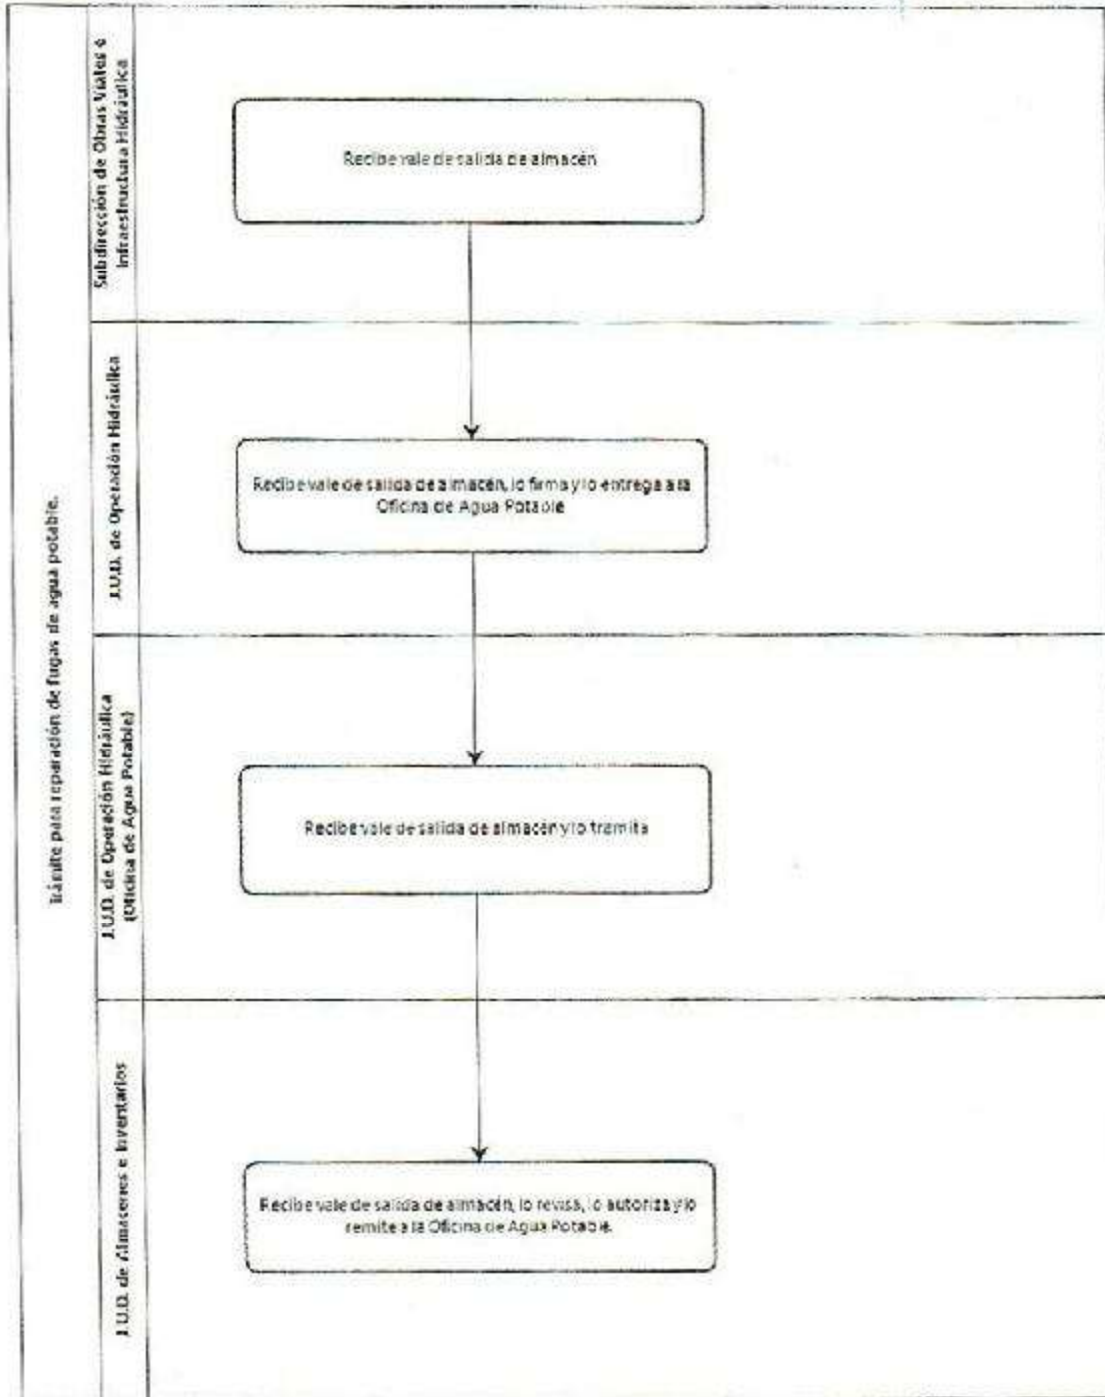 Trámite para reparación de fugas de agua potable.
Subdirección de Obras Viales e
Infraestructura Hidráulica
Recibe vale de salida de almacén
J.U.D. de Operación Hidráulica
Recibe vale de salida de almacén, lo firma y lo entrega a la
Oficina de Agua Potable
J.U.D. de Operación Hidráulica
(Oficina de Agua Potable)
Recibe vale de salida de almacén y lo tramita
J.U.D. de Almacenes e Inventarios
Recibe vale de salida de almacén, lo revisa, lo autoriza y lo
remite a la Oficina de Agua Potable.